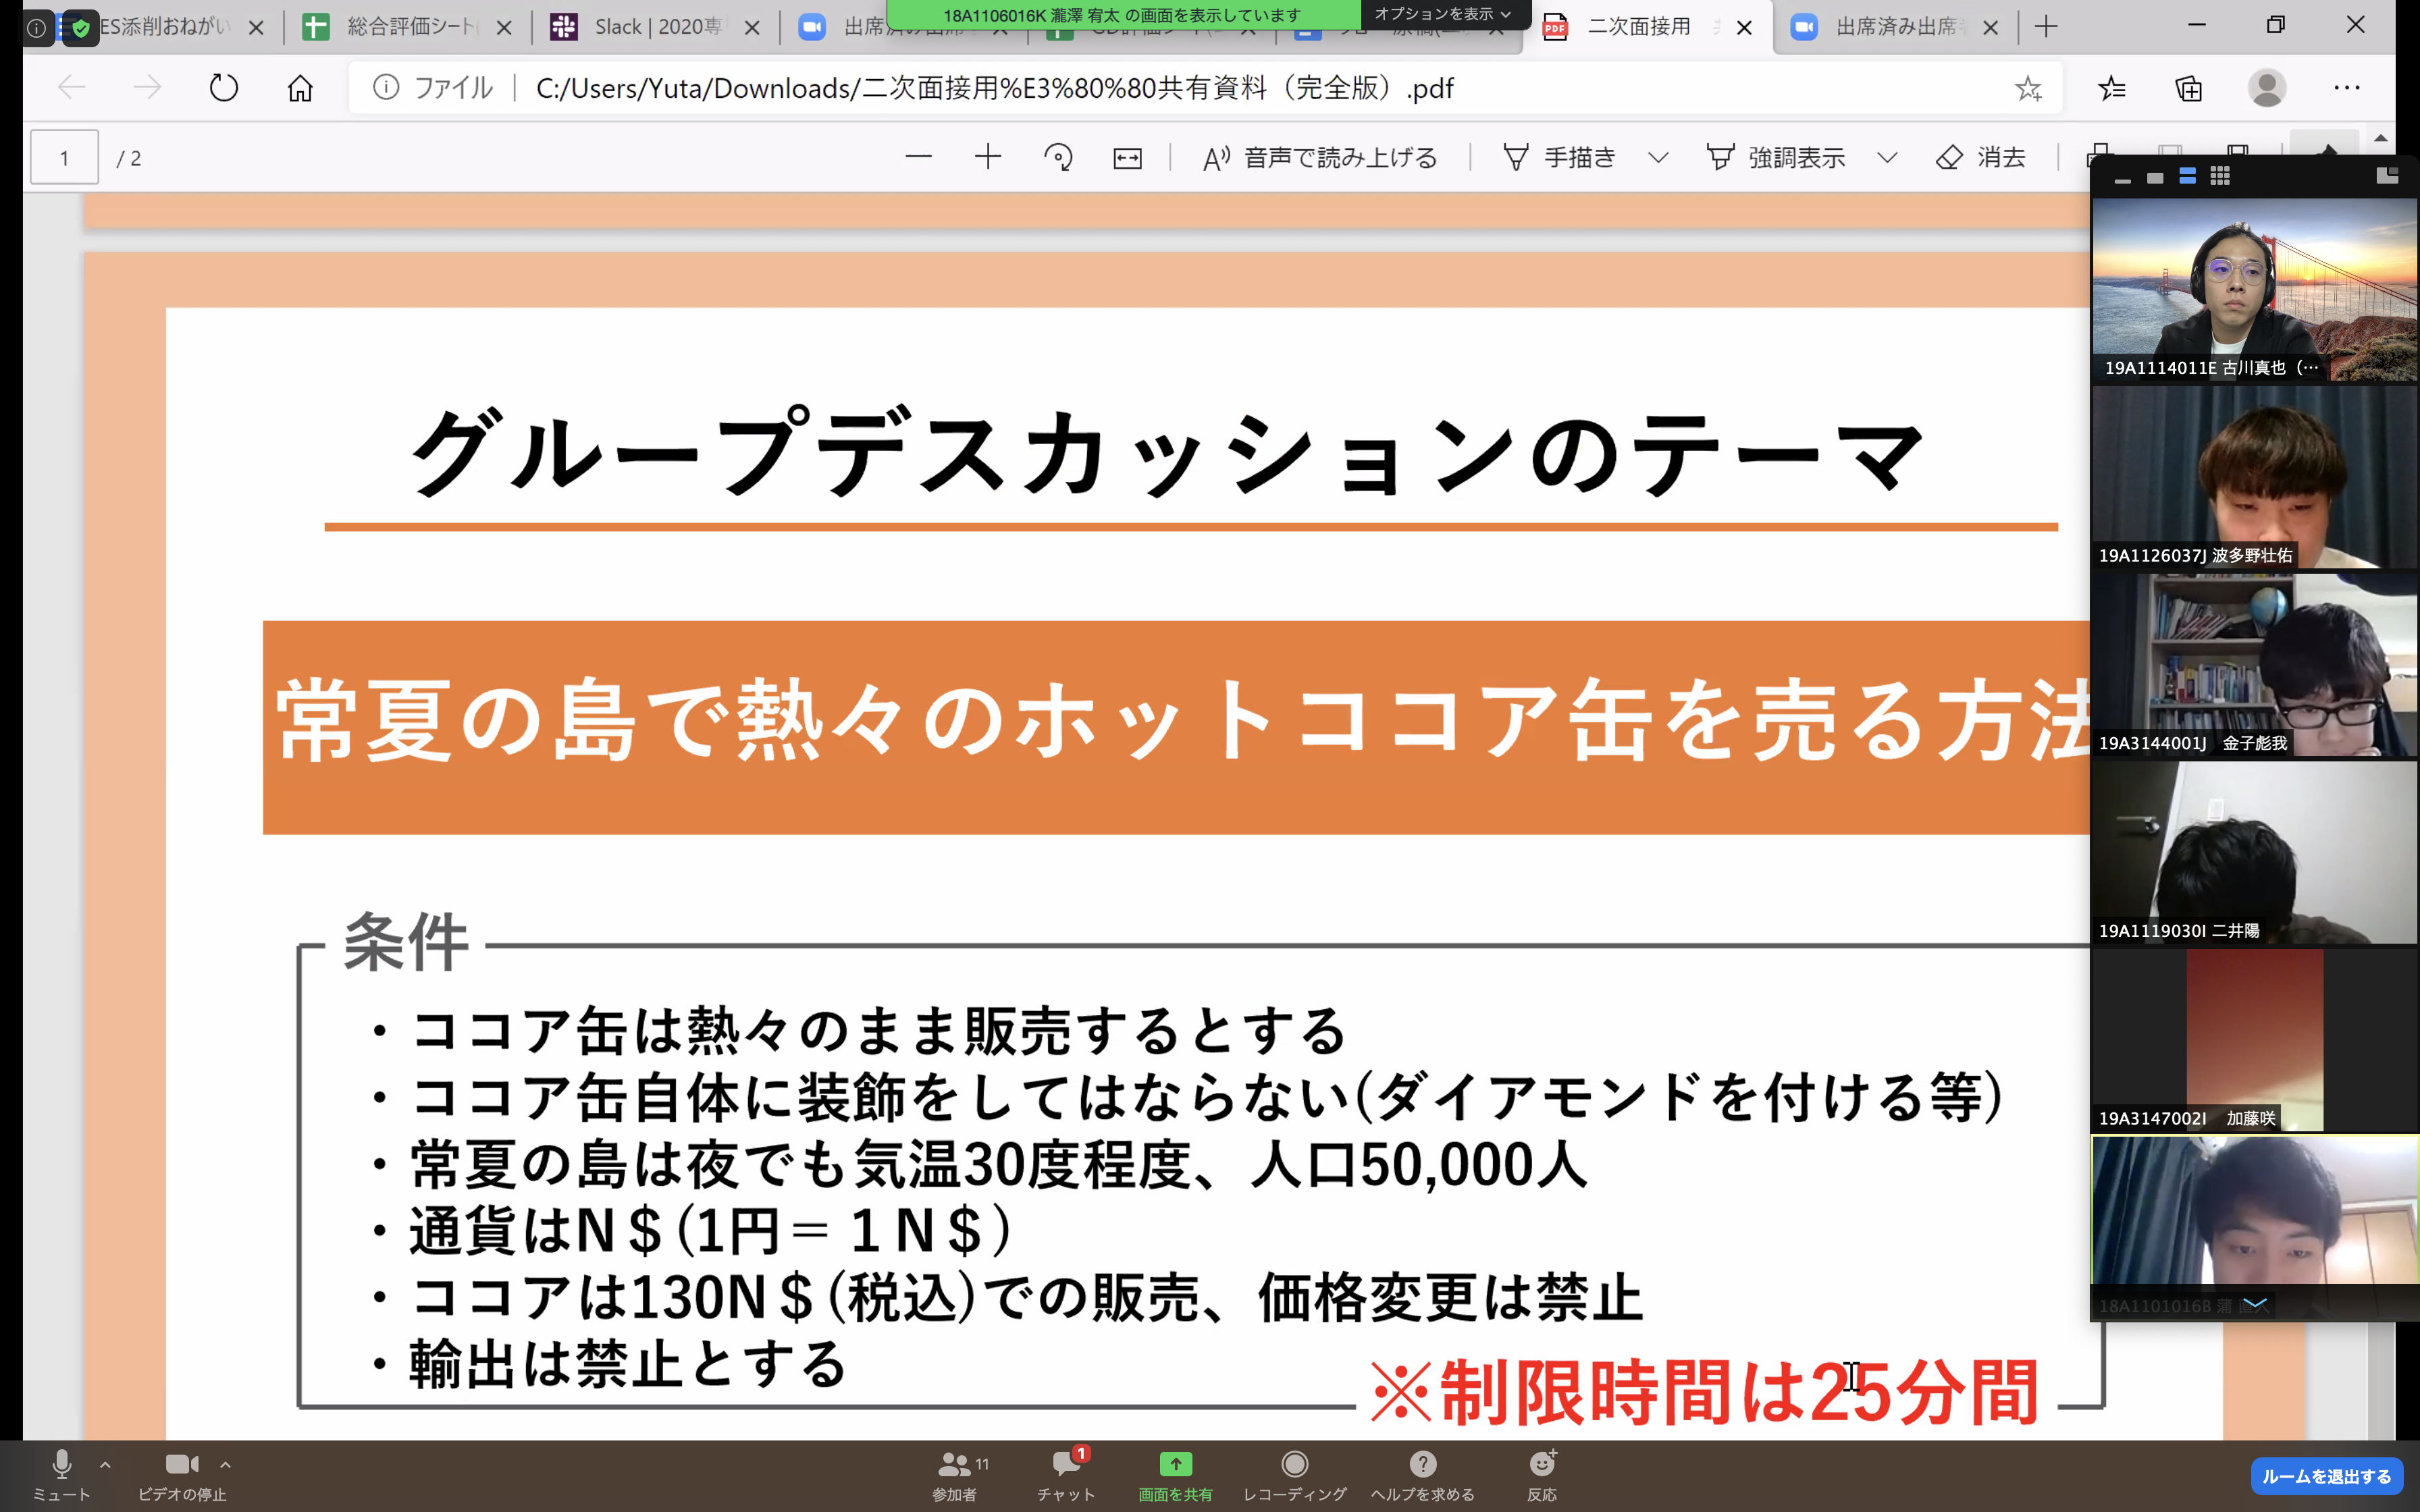 ES添削おねがい
総合評価シート
Slack | 2020専
18A1106016K 瀧澤 宥太 の画面を表示しています
オプションを表示
二次面接用
出席済み出席
ファイル
C:/Users/Yuta/Downloads/二次面接用%E3%80%80共有資料（完全版）.pdf
1
/ 2
音声で読み上げる
手描き
強調表示
消去
グループデスカッションのテーマ
常夏の島で熱々のホットココア缶を売る方法
条件
・ココア缶は熱々のまま販売するとする
・ココア缶自体に装飾をしてはならない(ダイアモンドを付ける等)
・常夏の島は夜でも気温30度程度、人口50,000人
・通貨はN＄(1円＝１N＄)
・ココアは130N＄(税込)での販売、価格変更は禁止
・輸出は禁止とする
※制限時間は25分間
19A1114011E 古川真也（…
19A1126037J 波多野壮佑
19A3144001J 金子彪我
19A1119030I 二井陽
19A3147002I 加藤咲
18A1101016B 蒲
ミュート
ビデオの停止
11
参加者
1
チャット
画面を共有
レコーディング
ヘルプを求める
反応
ルームを退出する